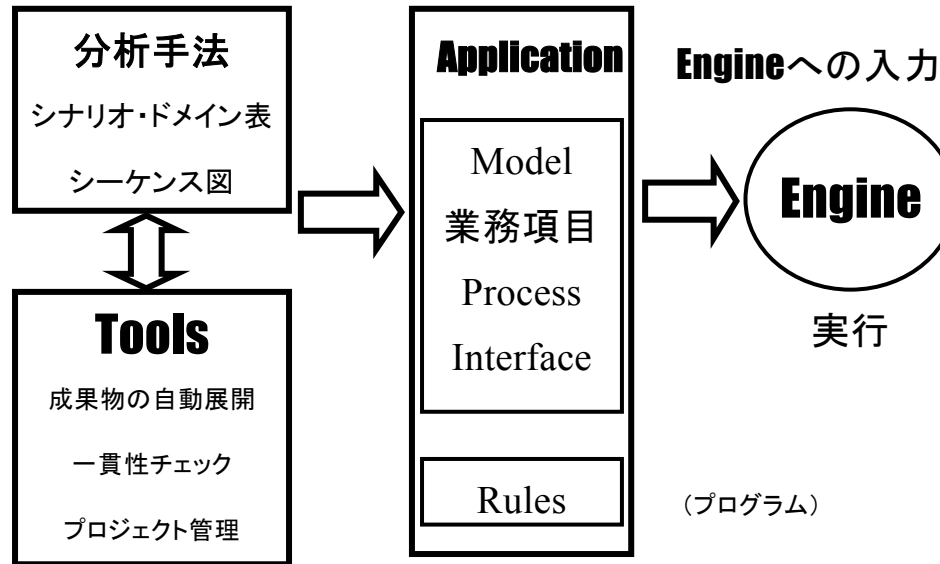 分析手法
シナリオ・ドメイン表
シーケンス図
Tools
成果物の自動展開
一貫性チェック
プロジェクト管理
Application
Model
業務項目
Process
Interface
Rules
Engineへの入力
Engine
実行
（プログラム）